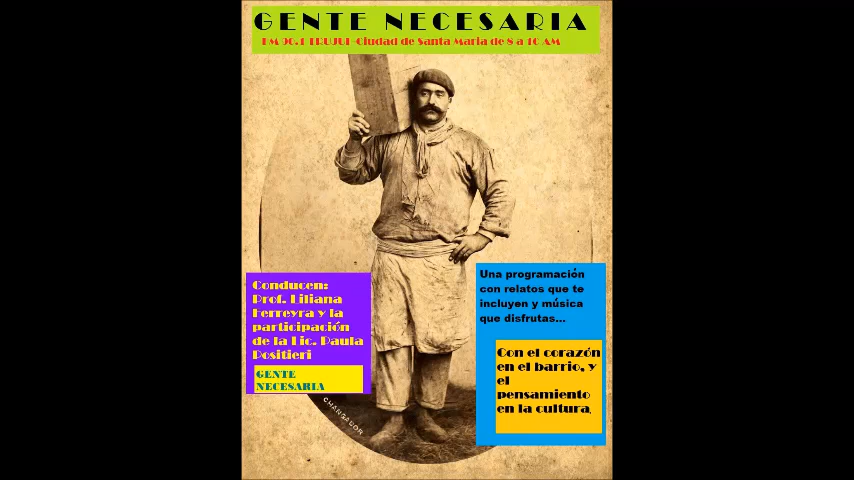 GENTE NECESARIA
FM 90.1 TRUJUI-Ciudad de Santa Maria de 8 a 10 AM
Conducen:
Prof. Liliana
Ferreyra y la
participación
de la Lic. Paula
Positieri
GENTE
NECESARIA
Una programación
con relatos que te
incluyen y música
que disfrutas...
Con el corazón
en el barrio, y
el
pensamiento
en la cultura,
CHANGADOR